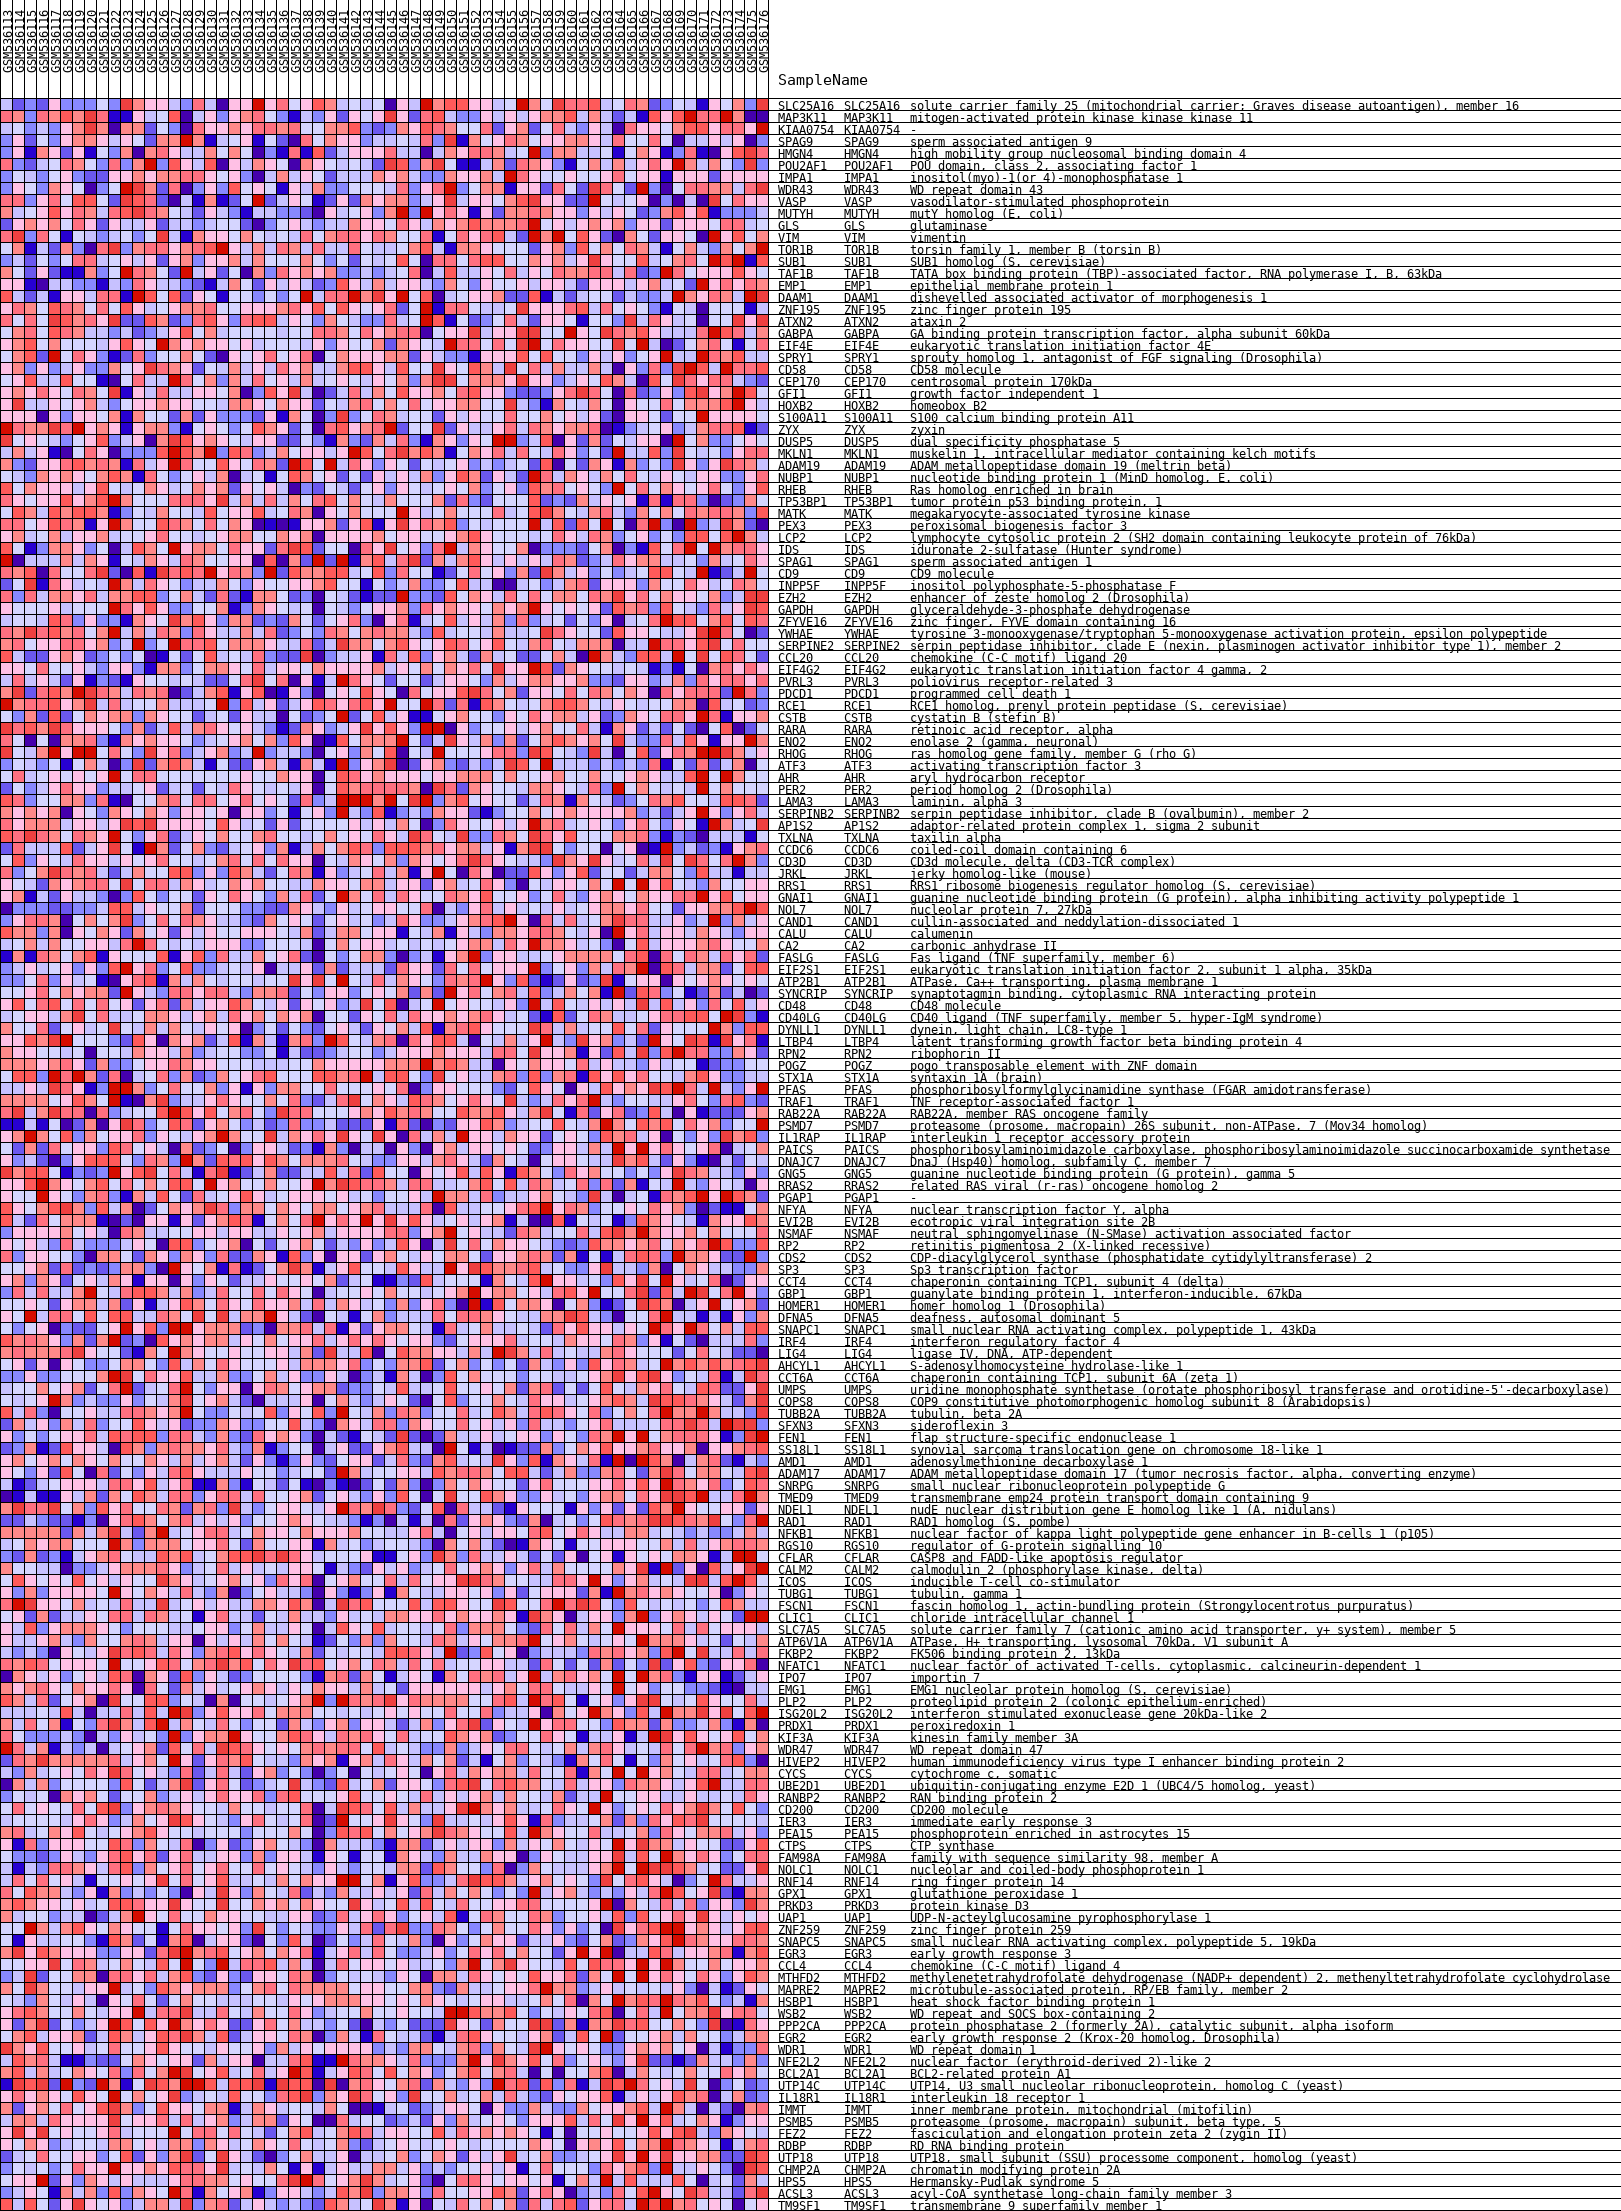 GSM536113
GSM536114
GSM536115
GSM536116
GSM536117
GSM536118
GSM536119
GSM536120
GSM536121
GSM536122
GSM536123
GSM536124
GSM536125
GSM536126
GSM536127
GSM536128
GSM536129
GSM536130
GSM536131
GSM536132
GSM536133
GSM536134
GSM536135
GSM536136
GSM536137
GSM536138
GSM536139
GSM536140
GSM536141
GSM536142
GSM536143
GSM536144
GSM536145
GSM536146
GSM536147
GSM536148
GSM536149
GSM536150
GSM536151
GSM536152
GSM536153
GSM536154
GSM536155
GSM536156
GSM536157
GSM536158
GSM536159
GSM536160
GSM536161
GSM536162
GSM536163
GSM536164
GSM536165
GSM536166
GSM536167
GSM536168
GSM536169
GSM536170
GSM536171
GSM536172
GSM536173
GSM536174
GSM536175
GSM536176
SampleName
SLC25A16 SLC25A16 solute carrier family 25 (mitochondrial carrier; Graves disease autoantigen), member 16
MAP3K11 MAP3K11 mitogen-activated protein kinase kinase kinase 11
KIAA0754 KIAA0754 -
SPAG9 SPAG9 sperm associated antigen 9
HMGN4 HMGN4 high mobility group nucleosomal binding domain 4
POU2AF1 POU2AF1 POU domain, class 2, associating factor 1
IMPA1 IMPA1 inositol(myo)-1(or 4)-monophosphatase 1
WDR43 WDR43 WD repeat domain 43
VASP VASP vasodilator-stimulated phosphoprotein
MUTYH MUTYH mutY homolog (E. coli)
GLS GLS glutaminase
VIM VIM vimentin
TOR1B TOR1B torsin family 1, member B (torsin B)
SUB1 SUB1 SUB1 homolog (S. cerevisiae)
TAF1B TAF1B TATA box binding protein (TBP)-associated factor, RNA polymerase I, B, 63kDa
EMP1 EMP1 epithelial membrane protein 1
DAAM1 DAAM1 dishevelled associated activator of morphogenesis 1
ZNF195 ZNF195 zinc finger protein 195
ATXN2 ATXN2 ataxin 2
GABPA GABPA GA binding protein transcription factor, alpha subunit 60kDa
EIF4E EIF4E eukaryotic translation initiation factor 4E
SPRY1 SPRY1 sprouty homolog 1, antagonist of FGF signaling (Drosophila)
CD58 CD58 CD58 molecule
CEP170 CEP170 centrosomal protein 170kDa
GFI1 GFI1 growth factor independent 1
HOXB2 HOXB2 homeobox B2
S100A11 S100A11 S100 calcium binding protein A11
ZYX ZYX zyxin
DUSP5 DUSP5 dual specificity phosphatase 5
MKLN1 MKLN1 muskelin 1, intracellular mediator containing kelch motifs
ADAM19 ADAM19 ADAM metallopeptidase domain 19 (meltrin beta)
NUBP1 NUBP1 nucleotide binding protein 1 (MinD homolog, E. coli)
RHEB RHEB Ras homolog enriched in brain
TP53BP1 TP53BP1 tumor protein p53 binding protein, 1
MATK MATK megakaryocyte-associated tyrosine kinase
PEX3 PEX3 peroxisomal biogenesis factor 3
LCP2 LCP2 lymphocyte cytosolic protein 2 (SH2 domain containing leukocyte protein of 76kDa)
IDS IDS iduronate 2-sulfatase (Hunter syndrome)
SPAG1 SPAG1 sperm associated antigen 1
CD9 CD9 CD9 molecule
INPP5F INPP5F inositol polyphosphate-5-phosphatase F
EZH2 EZH2 enhancer of zeste homolog 2 (Drosophila)
GAPDH GAPDH glyceraldehyde-3-phosphate dehydrogenase
ZFYVE16 ZFYVE16 zinc finger, FYVE domain containing 16
YWHAE YWHAE tyrosine 3-monooxygenase/tryptophan 5-monooxygenase activation protein, epsilon polypeptide
SERPINE2 SERPINE2 serpin peptidase inhibitor, clade E (nexin, plasminogen activator inhibitor type 1), member 2
CCL20 CCL20 chemokine (C-C motif) ligand 20
EIF4G2 EIF4G2 eukaryotic translation initiation factor 4 gamma, 2
PVRL3 PVRL3 poliovirus receptor-related 3
PDCD1 PDCD1 programmed cell death 1
RCE1 RCE1 RCE1 homolog, prenyl protein peptidase (S. cerevisiae)
CSTB CSTB cystatin B (stefin B)
RARA RARA retinoic acid receptor, alpha
ENO2 ENO2 enolase 2 (gamma, neuronal)
RHOG RHOG ras homolog gene family, member G (rho G)
ATF3 ATF3 activating transcription factor 3
AHR AHR aryl hydrocarbon receptor
PER2 PER2 period homolog 2 (Drosophila)
LAMA3 LAMA3 laminin, alpha 3
SERPINB2 SERPINB2 serpin peptidase inhibitor, clade B (ovalbumin), member 2
AP1S2 AP1S2 adaptor-related protein complex 1, sigma 2 subunit
TXLNA TXLNA taxilin alpha
CCDC6 CCDC6 coiled-coil domain containing 6
CD3D CD3D CD3d molecule, delta (CD3-TCR complex)
JRKL JRKL jerky homolog-like (mouse)
RRS1 RRS1 RRS1 ribosome biogenesis regulator homolog (S. cerevisiae)
GNAI1 GNAI1 guanine nucleotide binding protein (G protein), alpha inhibiting activity polypeptide 1
NOL7 NOL7 nucleolar protein 7, 27kDa
CAND1 CAND1 cullin-associated and neddylation-dissociated 1
CALU CALU calumenin
CA2 CA2 carbonic anhydrase II
FASLG FASLG Fas ligand (TNF superfamily, member 6)
EIF2S1 EIF2S1 eukaryotic translation initiation factor 2, subunit 1 alpha, 35kDa
ATP2B1 ATP2B1 ATPase, Ca++ transporting, plasma membrane 1
SYNCRIP SYNCRIP synaptotagmin binding, cytoplasmic RNA interacting protein
CD48 CD48 CD48 molecule
CD40LG CD40LG CD40 ligand (TNF superfamily, member 5, hyper-IgM syndrome)
DYNLL1 DYNLL1 dynein, light chain, LC8-type 1
LTBP4 LTBP4 latent transforming growth factor beta binding protein 4
RPN2 RPN2 ribophorin II
POGZ POGZ pogo transposable element with ZNF domain
STX1A STX1A syntaxin 1A (brain)
PFAS PFAS phosphoribosylformylglycinamidine synthase (FGAR amidotransferase)
TRAF1 TRAF1 TNF receptor-associated factor 1
RAB22A RAB22A RAB22A, member RAS oncogene family
PSMD7 PSMD7 proteasome (prosome, macropain) 26S subunit, non-ATPase, 7 (Mov34 homolog)
IL1RAP IL1RAP interleukin 1 receptor accessory protein
PAICS PAICS phosphoribosylaminoimidazole carboxylase, phosphoribosylaminoimidazole succinocarboxamide synthetase
DNAJC7 DNAJC7 DnaJ (Hsp40) homolog, subfamily C, member 7
GNG5 GNG5 guanine nucleotide binding protein (G protein), gamma 5
RRAS2 RRAS2 related RAS viral (r-ras) oncogene homolog 2
PGAP1 PGAP1 -
NFYA NFYA nuclear transcription factor Y, alpha
EVI2B EVI2B ecotropic viral integration site 2B
NSMAF NSMAF neutral sphingomyelinase (N-SMase) activation associated factor
RP2 RP2 retinitis pigmentosa 2 (X-linked recessive)
CDS2 CDS2 CDP-diacylglycerol synthase (phosphatidate cytidylyltransferase) 2
SP3 SP3 Sp3 transcription factor
CCT4 CCT4 chaperonin containing TCP1, subunit 4 (delta)
GBP1 GBP1 guanylate binding protein 1, interferon-inducible, 67kDa
HOMER1 HOMER1 homer homolog 1 (Drosophila)
DFNA5 DFNA5 deafness, autosomal dominant 5
SNAPC1 SNAPC1 small nuclear RNA activating complex, polypeptide 1, 43kDa
IRF4 IRF4 interferon regulatory factor 4
LIG4 LIG4 ligase IV, DNA, ATP-dependent
AHCYL1 AHCYL1 S-adenosylhomocysteine hydrolase-like 1
CCT6A CCT6A chaperonin containing TCP1, subunit 6A (zeta 1)
UMPS UMPS uridine monophosphate synthetase (orotate phosphoribosyl transferase and orotidine-5'-decarboxylase)
COPS8 COPS8 COP9 constitutive photomorphogenic homolog subunit 8 (Arabidopsis)
TUBB2A TUBB2A tubulin, beta 2A
SFXN3 SFXN3 sideroflexin 3
FEN1 FEN1 flap structure-specific endonuclease 1
SS18L1 SS18L1 synovial sarcoma translocation gene on chromosome 18-like 1
AMD1 AMD1 adenosylmethionine decarboxylase 1
ADAM17 ADAM17 ADAM metallopeptidase domain 17 (tumor necrosis factor, alpha, converting enzyme)
SNRPG SNRPG small nuclear ribonucleoprotein polypeptide G
TMED9 TMED9 transmembrane emp24 protein transport domain containing 9
NDEL1 NDEL1 nudE nuclear distribution gene E homolog like 1 (A. nidulans)
RAD1 RAD1 RAD1 homolog (S. pombe)
NFKB1 NFKB1 nuclear factor of kappa light polypeptide gene enhancer in B-cells 1 (p105)
RGS10 RGS10 regulator of G-protein signalling 10
CFLAR CFLAR CASP8 and FADD-like apoptosis regulator
CALM2 CALM2 calmodulin 2 (phosphorylase kinase, delta)
ICOS ICOS inducible T-cell co-stimulator
TUBG1 TUBG1 tubulin, gamma 1
FSCN1 FSCN1 fascin homolog 1, actin-bundling protein (Strongylocentrotus purpuratus)
CLIC1 CLIC1 chloride intracellular channel 1
SLC7A5 SLC7A5 solute carrier family 7 (cationic amino acid transporter, y+ system), member 5
ATP6V1A ATP6V1A ATPase, H+ transporting, lysosomal 70kDa, V1 subunit A
FKBP2 FKBP2 FK506 binding protein 2, 13kDa
NFATC1 NFATC1 nuclear factor of activated T-cells, cytoplasmic, calcineurin-dependent 1
IPO7 IPO7 importin 7
EMG1 EMG1 EMG1 nucleolar protein homolog (S. cerevisiae)
PLP2 PLP2 proteolipid protein 2 (colonic epithelium-enriched)
ISG20L2 ISG20L2 interferon stimulated exonuclease gene 20kDa-like 2
PRDX1 PRDX1 peroxiredoxin 1
KIF3A KIF3A kinesin family member 3A
WDR47 WDR47 WD repeat domain 47
HIVEP2 HIVEP2 human immunodeficiency virus type I enhancer binding protein 2
CYCS CYCS cytochrome c, somatic
UBE2D1 UBE2D1 ubiquitin-conjugating enzyme E2D 1 (UBC4/5 homolog, yeast)
RANBP2 RANBP2 RAN binding protein 2
CD200 CD200 CD200 molecule
IER3 IER3 immediate early response 3
PEA15 PEA15 phosphoprotein enriched in astrocytes 15
CTPS CTPS CTP synthase
FAM98A FAM98A family with sequence similarity 98, member A
NOLC1 NOLC1 nucleolar and coiled-body phosphoprotein 1
RNF14 RNF14 ring finger protein 14
GPX1 GPX1 glutathione peroxidase 1
PRKD3 PRKD3 protein kinase D3
UAP1 UAP1 UDP-N-acteylglucosamine pyrophosphorylase 1
ZNF259 ZNF259 zinc finger protein 259
SNAPC5 SNAPC5 small nuclear RNA activating complex, polypeptide 5, 19kDa
EGR3 EGR3 early growth response 3
CCL4 CCL4 chemokine (C-C motif) ligand 4
MTHFD2 MTHFD2 methylenetetrahydrofolate dehydrogenase (NADP+ dependent) 2, methenyltetrahydrofolate cyclohydrolase
MAPRE2 MAPRE2 microtubule-associated protein, RP/EB family, member 2
HSBP1 HSBP1 heat shock factor binding protein 1
WSB2 WSB2 WD repeat and SOCS box-containing 2
PPP2CA PPP2CA protein phosphatase 2 (formerly 2A), catalytic subunit, alpha isoform
EGR2 EGR2 early growth response 2 (Krox-20 homolog, Drosophila)
WDR1 WDR1 WD repeat domain 1
NFE2L2 NFE2L2 nuclear factor (erythroid-derived 2)-like 2
BCL2A1 BCL2A1 BCL2-related protein A1
UTP14C UTP14C UTP14, U3 small nucleolar ribonucleoprotein, homolog C (yeast)
IL18R1 IL18R1 interleukin 18 receptor 1
IMMT IMMT inner membrane protein, mitochondrial (mitofilin)
PSMB5 PSMB5 proteasome (prosome, macropain) subunit, beta type, 5
FEZ2 FEZ2 fasciculation and elongation protein zeta 2 (zygin II)
RDBP RDBP RD RNA binding protein
UTP18 UTP18 UTP18, small subunit (SSU) processome component, homolog (yeast)
CHMP2A CHMP2A chromatin modifying protein 2A
HPS5 HPS5 Hermansky-Pudlak syndrome 5
ACSL3 ACSL3 acyl-CoA synthetase long-chain family member 3
TM9SF1 TM9SF1 transmembrane 9 superfamily member 1